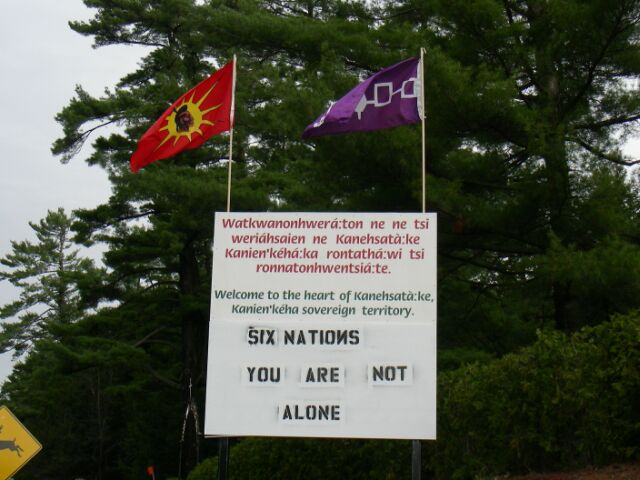 Watkwanonhwerá:ton ne ne tsi
weriáhsaien ne Kanehsatà:ke
Kanien'kéhá:ka rontathá:wi tsi
ronnatonhwentsiá:te.
Welcome to the heart of Kanehsatà:ke,
Kanien'kéha sovereign territory.
SIX NATIONS
YOU ARE NOT
ALONE